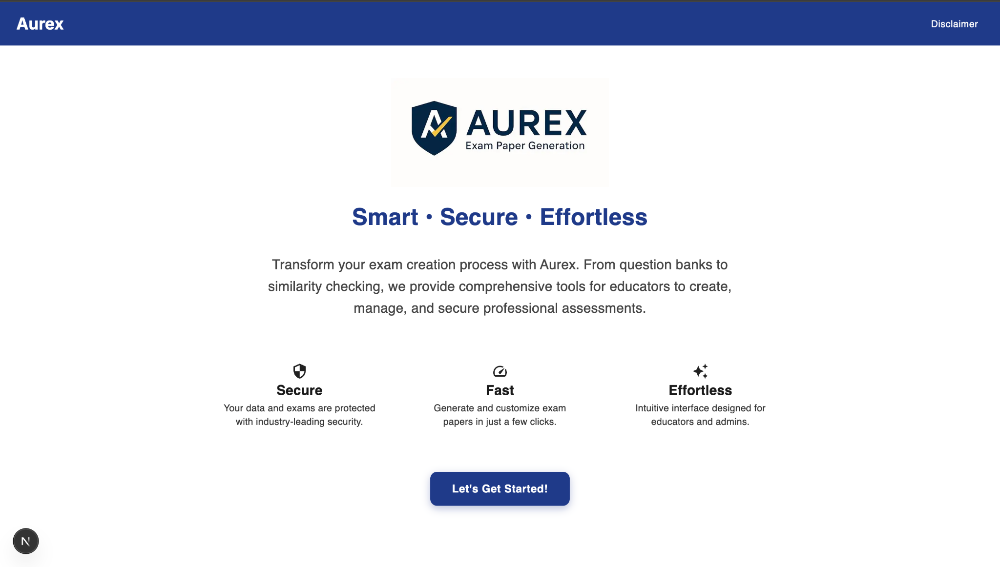 Aurex
Disclaimer
AUREX
Exam Paper Generation
Smart • Secure • Effortless
Transform your exam creation process with Aurex. From question banks to
similarity checking, we provide comprehensive tools for educators to create,
manage, and secure professional assessments.
Secure
Your data and exams are protected
with industry-leading security.
Fast
Generate and customize exam
papers in just a few clicks.
Effortless
Intuitive interface designed for
educators and admins.
Let's Get Started!
N